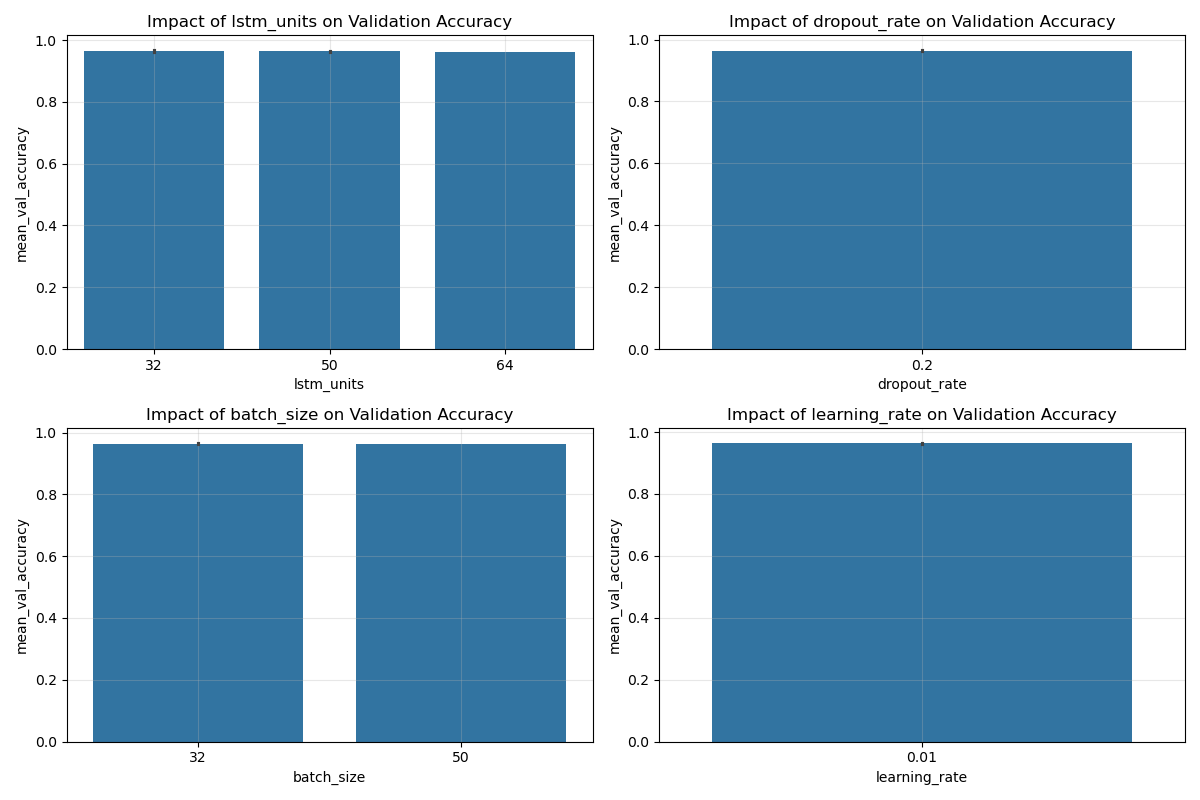 Impact of lstm_units on Validation Accuracy
1.0
0.8
0.6
0.4
0.2
0.0
mean_val_accuracy
32 50 64
lstm_units
Impact of dropout_rate on Validation Accuracy
1.0
0.8
0.6
0.4
0.2
0.0
mean_val_accuracy
0.2
dropout_rate
Impact of batch_size on Validation Accuracy
1.0
0.8
0.6
0.4
0.2
0.0
mean_val_accuracy
32 50
batch_size
Impact of learning_rate on Validation Accuracy
1.0
0.8
0.6
0.4
0.2
0.0
mean_val_accuracy
0.01
learning_rate